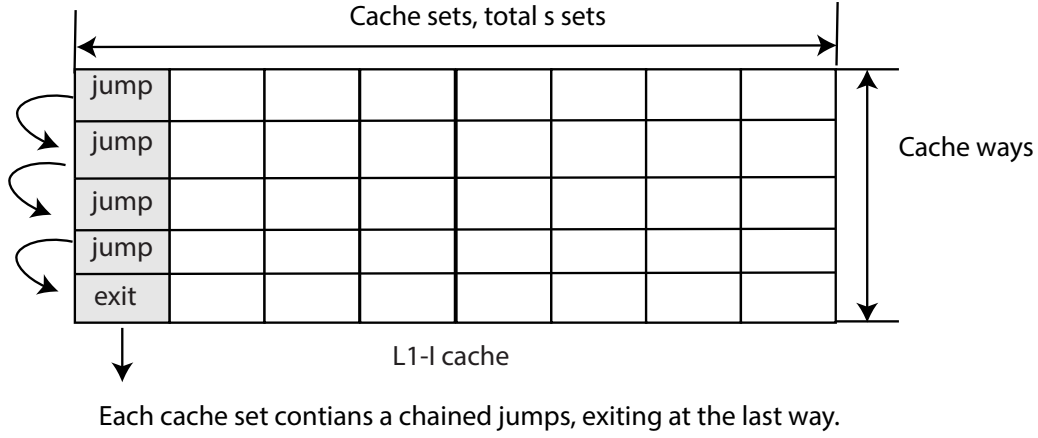 Cache sets, total s sets
jump
jump
jump
jump
exit
Cache ways
L1-I cache
Each cache set contians a chained jumps, exiting at the last way.